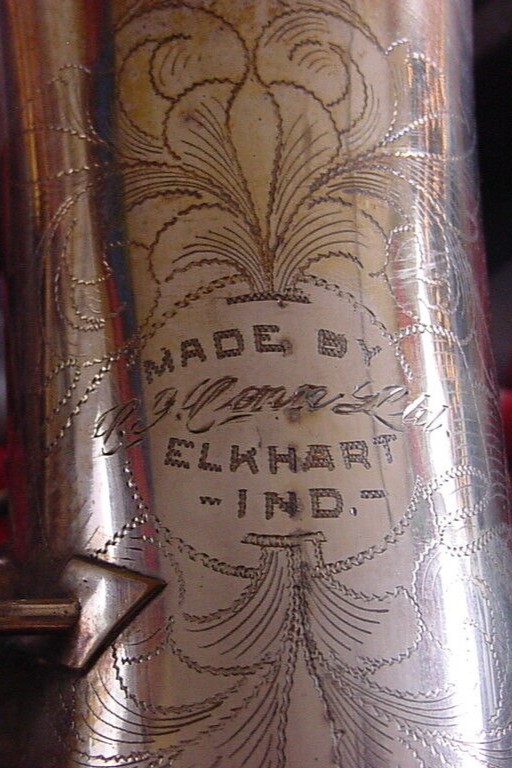 MADE BY
C.G. Conn Ltd.
ELKHART
-IND.-